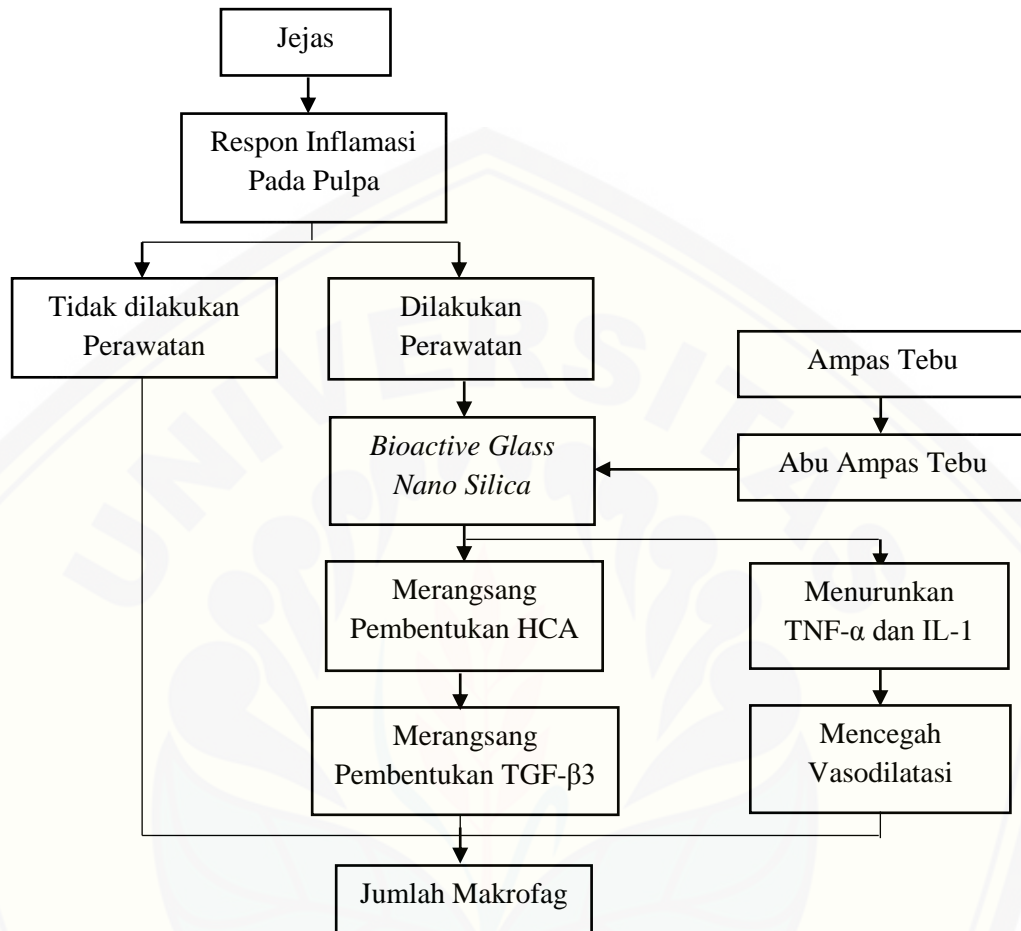 Jejas
Respon Inflamasi
Pada Pulpa
Tidak dilakukan
Perawatan
Dilakukan
Perawatan
Ampas Tebu
Bioactive Glass
Nano Silica
Abu Ampas Tebu
Merangsang
Pembentukan HCA
Menurunkan
TNF-α dan IL-1
Merangsang
Pembentukan TGF-β3
Mencegah
Vasodilatasi
Jumlah Makrofag
UNIVERSITAS